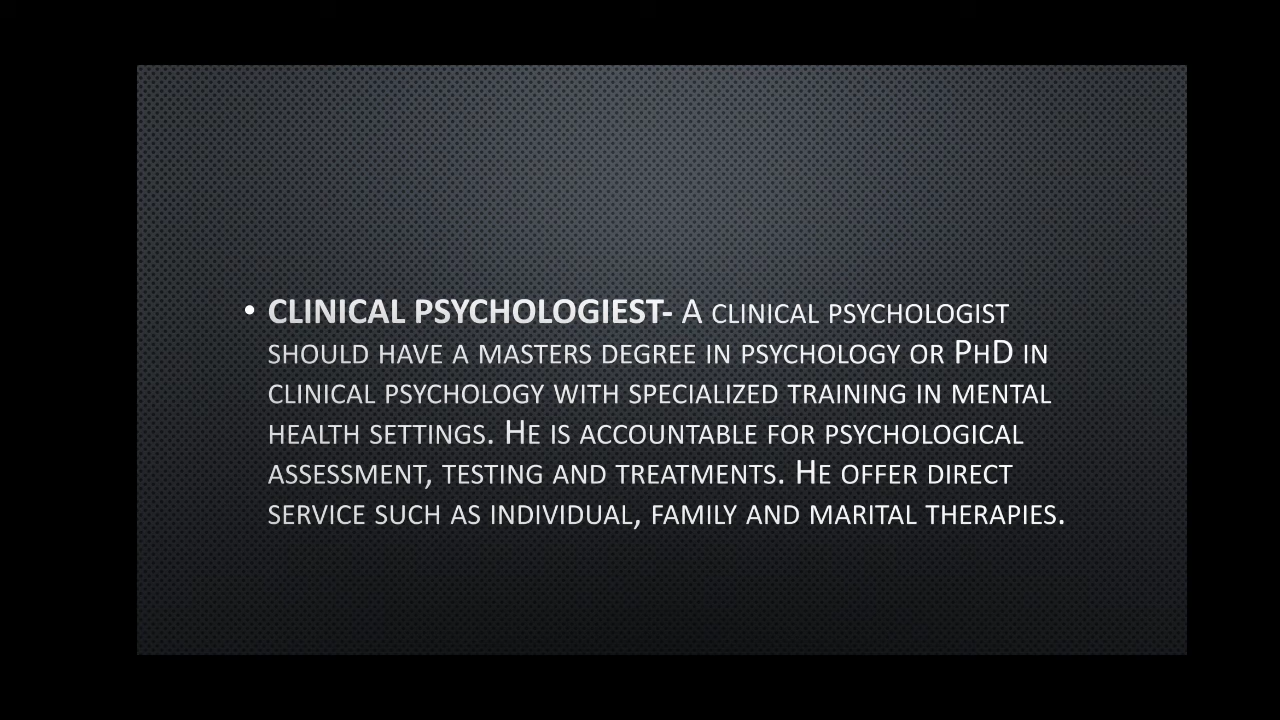 • CLINICAL PSYCHOLOGIEST- A CLINICAL PSYCHOLOGIST
SHOULD HAVE A MASTERS DEGREE IN PSYCHOLOGY OR PHD IN
CLINICAL PSYCHOLOGY WITH SPECIALIZED TRAINING IN MENTAL
HEALTH SETTINGS. HE IS ACCOUNTABLE FOR PSYCHOLOGICAL
ASSESSMENT, TESTING AND TREATMENTS. HE OFFER DIRECT
SERVICE SUCH AS INDIVIDUAL, FAMILY AND MARITAL THERAPIES.